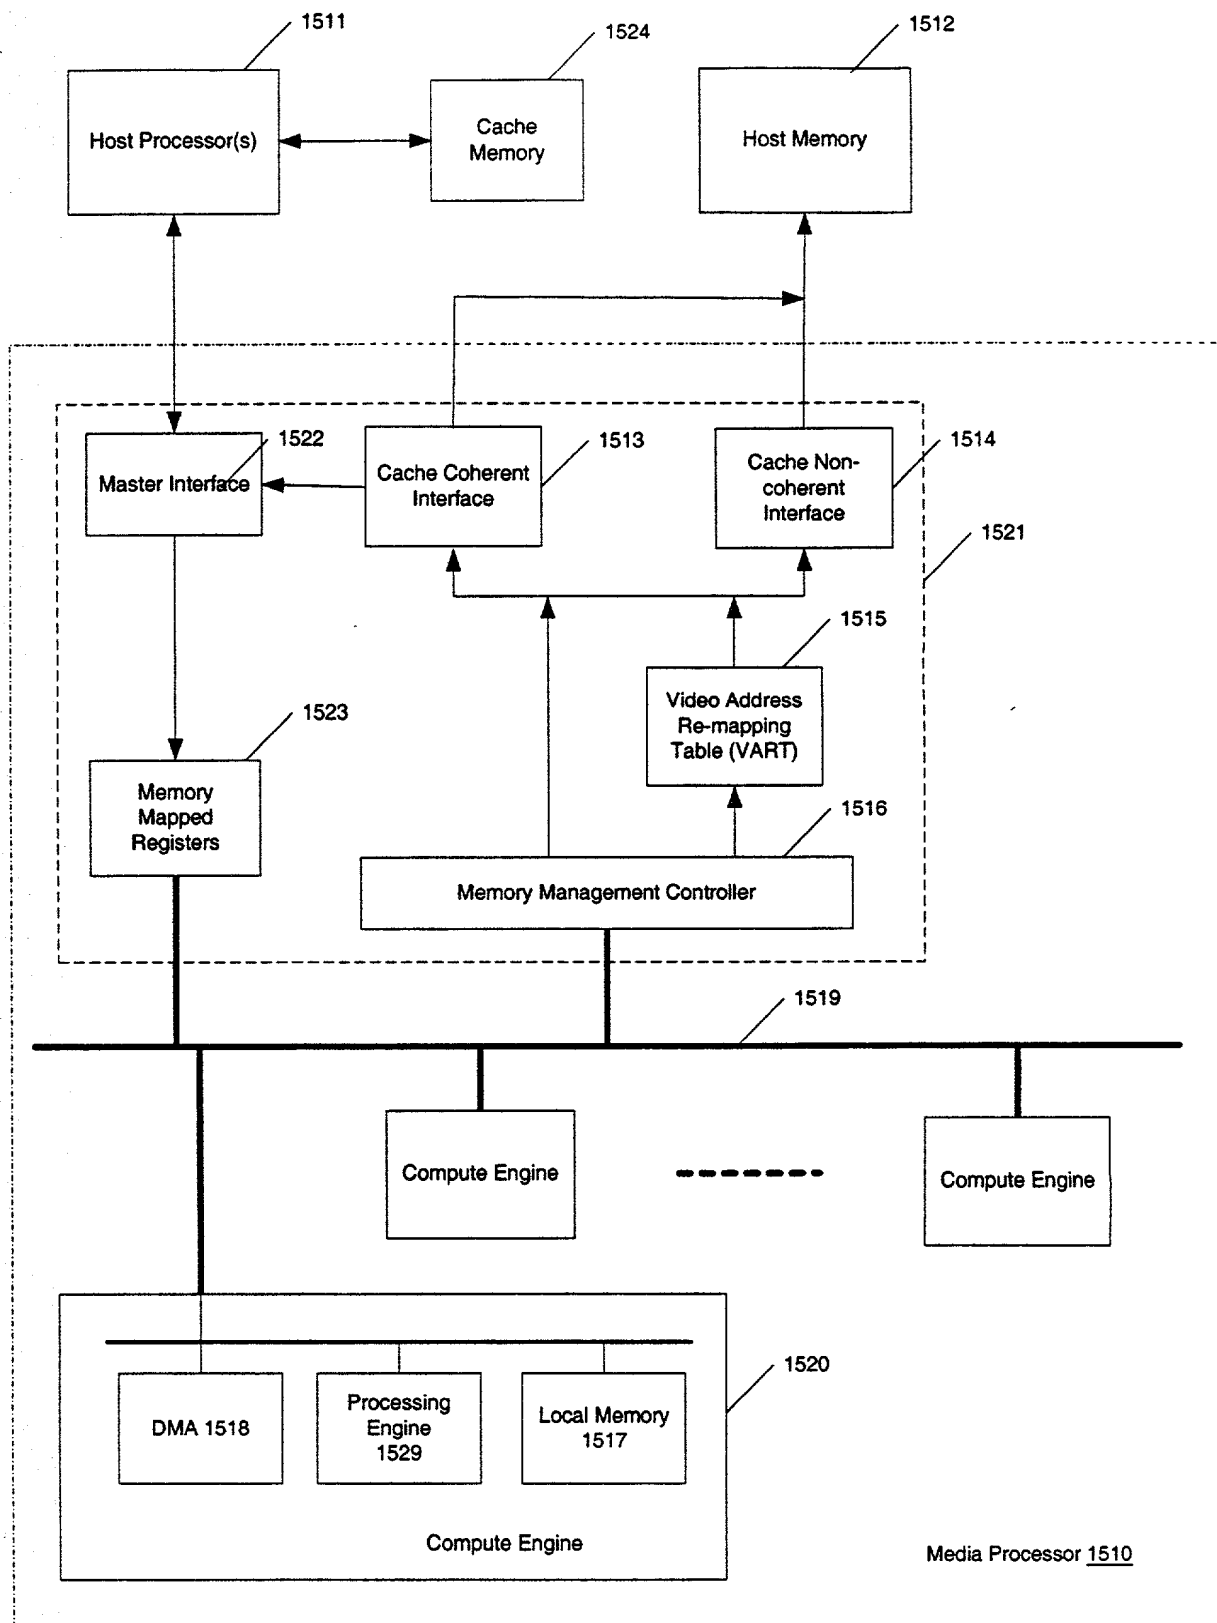 1511
1524
1512
Host Processor(s)
Cache
Memory
Host Memory
1522
1513
1514
Master Interface
Cache Coherent
Interface
Cache Non-
coherent
Interface
1521
1515
Video Address
Re-mapping
Table (VART)
1523
Memory
Mapped
Registers
1516
Memory Management Controller
1519
Compute Engine
Compute Engine
1520
DMA 1518
Processing
Engine
1529
Local Memory
1517
Compute Engine
Media Processor 1510